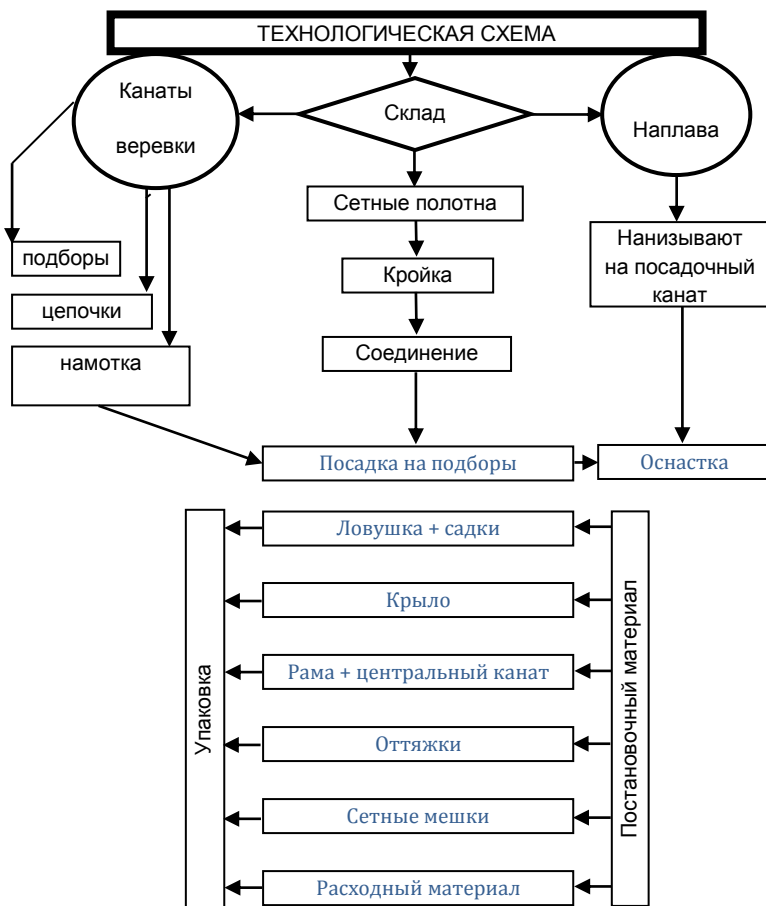 ТЕХНОЛОГИЧЕСКАЯ СХЕМА
Канаты
веревки
Склад
Наплава
Сетные полотна
Нанизывают
на посадочный
канат
подборы
Кройка
цепочки
Соединение
намотка
Посадка на подборы
Оснастка
Ловушка + садки
Крыло
Рама + центральный канат
Оттяжки
Сетные мешки
Расходный материал
Упаковка
Постановочный материал